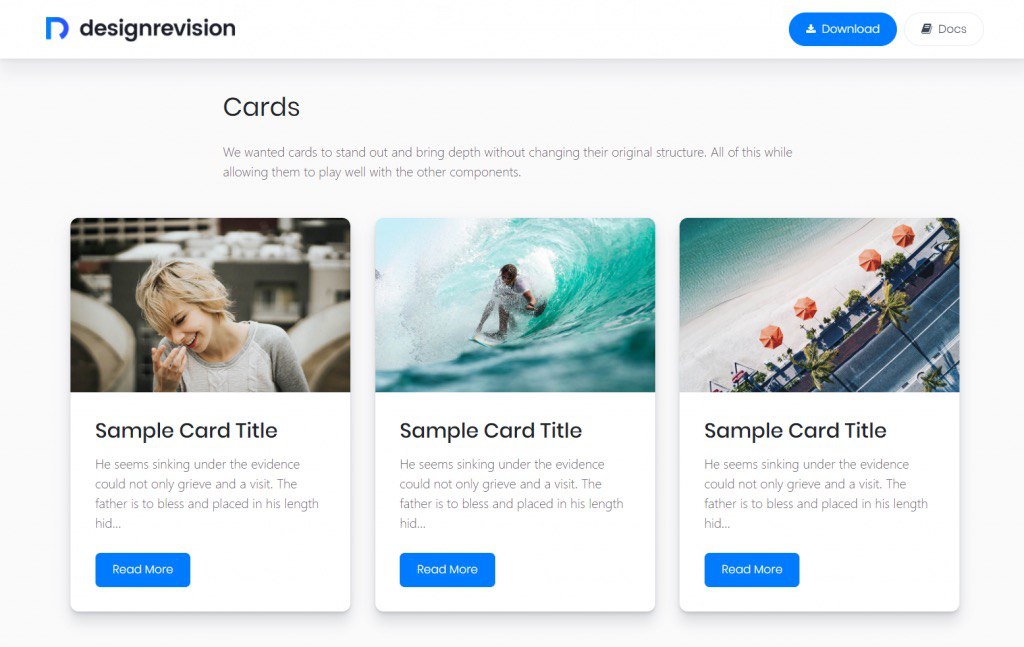 designrevision
Download
Docs
Cards
We wanted cards to stand out and bring depth without changing their original structure. All of this while
allowing them to play well with the other components.
Sample Card Title
He seems sinking under the evidence
could not only grieve and a visit. The
father is to bless and placed in his length
hid...
Read More
Sample Card Title
He seems sinking under the evidence
could not only grieve and a visit. The
father is to bless and placed in his length
hid...
Read More
Sample Card Title
He seems sinking under the evidence
could not only grieve and a visit. The
father is to bless and placed in his length
hid...
Read More